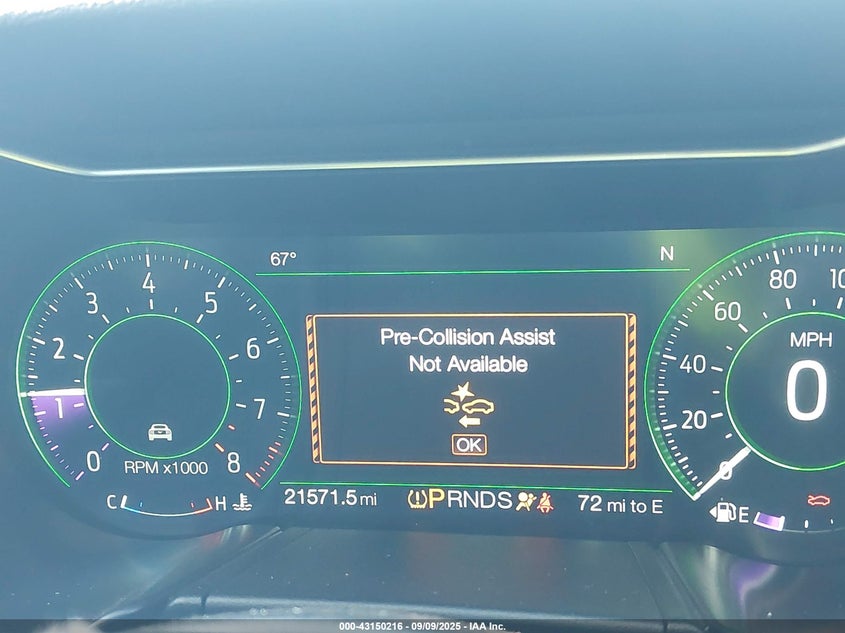 67°
N
Pre-Collision Assist
Not Available
OK
0
1
2
3
4
5
6
7
8
RPM x1000
C
H
21571.5 mi
PRNDS
72 mi to E
E
0
20
40
60
80
MPH
0
000-43150216 - 09/09/2025 - IAA Inc.